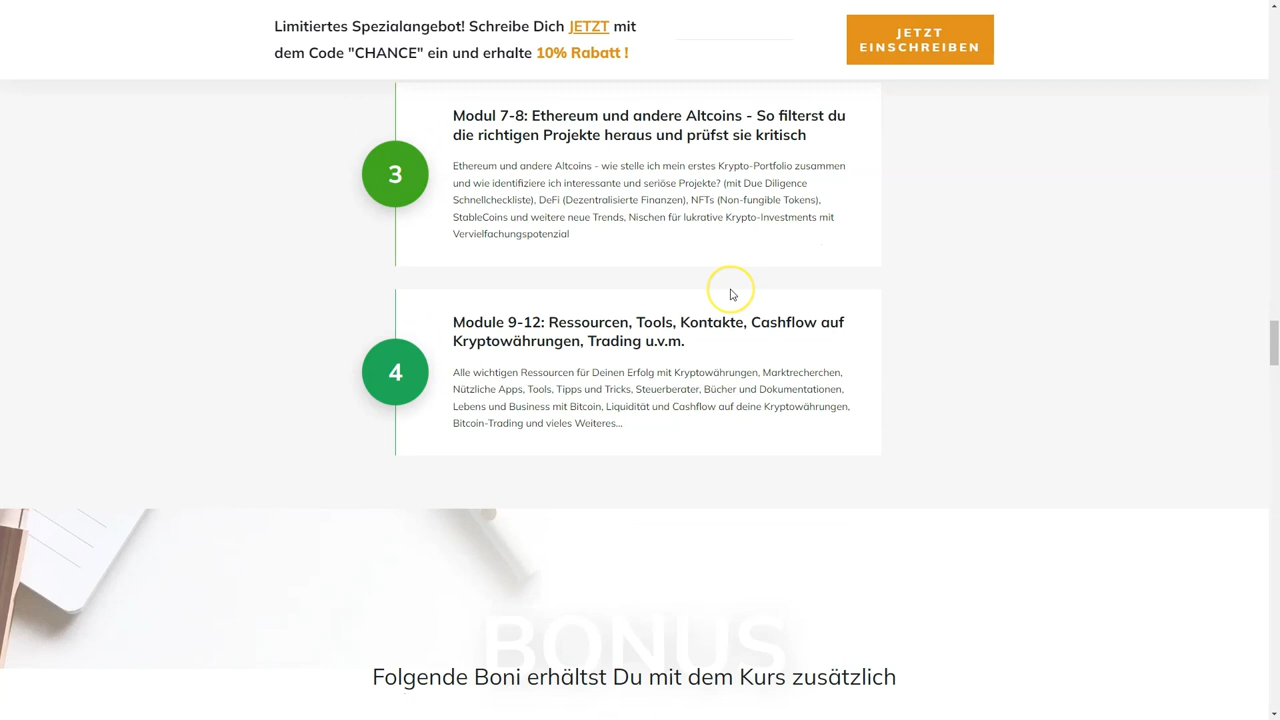 Limitiertes Spezialangebot! Schreibe Dich JETZT mit
dem Code "CHANCE" ein und erhalte 10% Rabatt !
JETZT
EINSCHREIBEN
Modul 7-8: Ethereum und andere Altcoins - So filterst du
die richtigen Projekte heraus und prüfst sie kritisch
3
Ethereum und andere Altcoins - wie stelle ich mein erstes Krypto-Portfolio zusammen
und wie identifiziere ich interessante und seriöse Projekte? (mit Due Diligence
Schnellcheckliste), DeFi (Dezentralisierte Finanzen), NFTs (Non-fungible Tokens),
StableCoins und weitere neue Trends, Nischen für lukrative Krypto-Investments mit
Vervielfachungspotenzial
Module 9-12: Ressourcen, Tools, Kontakte, Cashflow auf
Kryptowährungen, Trading u.v.m.
4
Alle wichtigen Ressourcen für Deinen Erfolg mit Kryptowährungen, Marktrecherchen,
Nützliche Apps, Tools, Tipps und Tricks, Steuerberater, Bücher und Dokumentationen,
Lebens und Business mit Bitcoin, Liquidität und Cashflow auf deine Kryptowährungen,
Bitcoin-Trading und vieles Weiteres...
BONUS
Folgende Boni erhältst Du mit dem Kurs zusätzlich